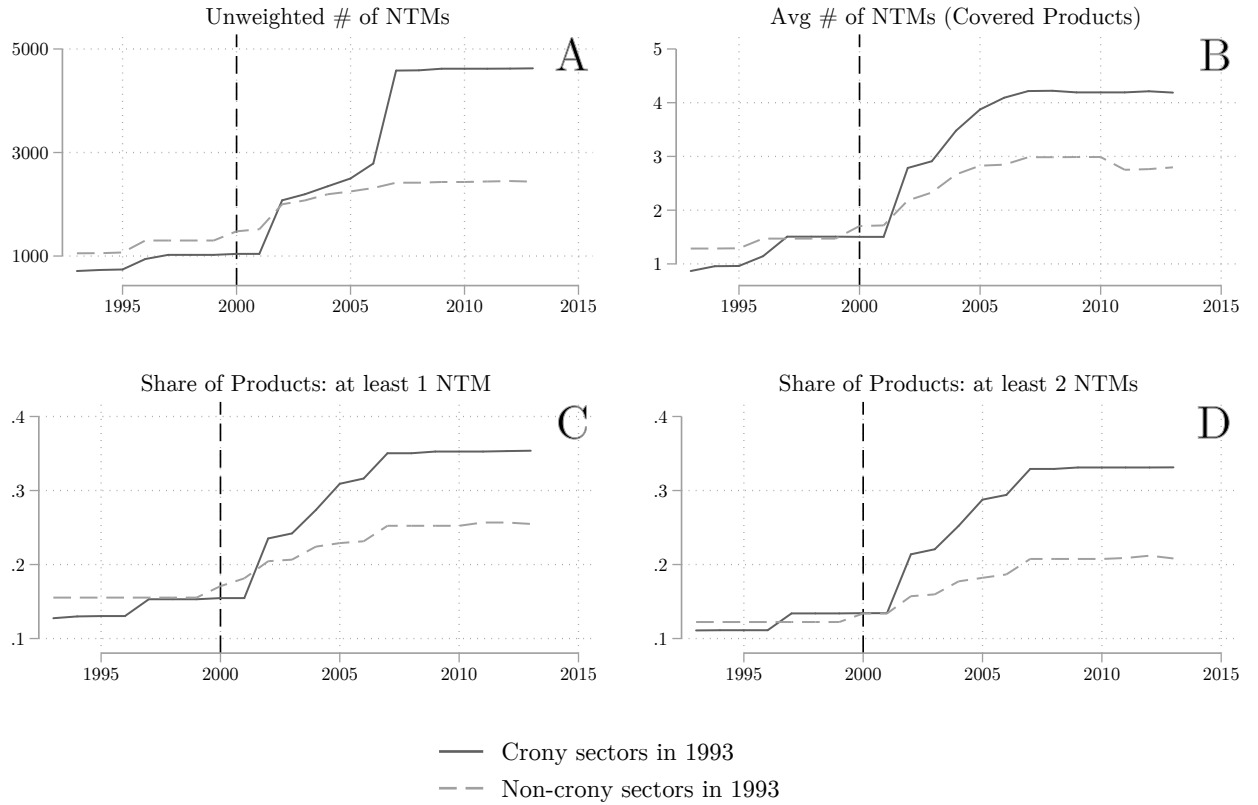 Unweighted # of NTMs
A
5000
3000
1000
1995 2000 2005 2010 2015
Avg # of NTMs (Covered Products)
B
5
4
3
2
1
1995 2000 2005 2010 2015
Share of Products: at least 1 NTM
C
.4
.3
.2
.1
1995 2000 2005 2010 2015
Share of Products: at least 2 NTMs
D
.4
.3
.2
.1
1995 2000 2005 2010 2015
Crony sectors in 1993
Non-crony sectors in 1993